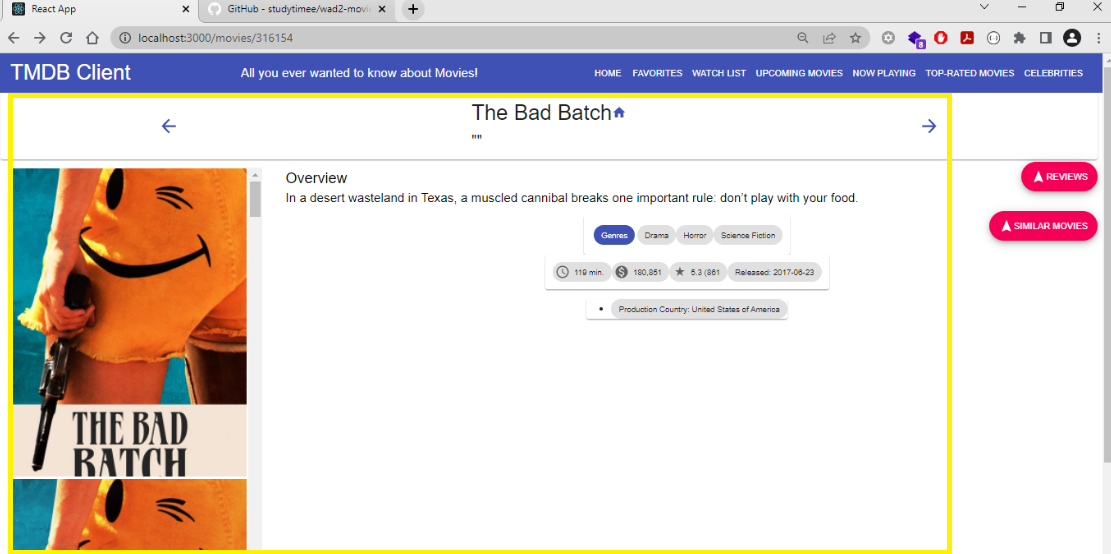 React App
GitHub - studytimee/wad2-movi
localhost:3000/movies/316154
8
TMDB Client
All you ever wanted to know about Movies!
HOME FAVORITES WATCH LIST UPCOMING MOVIES NOW PLAYING TOP-RATED MOVIES CELEBRITIES
The Bad Batch
""
REVIEWS
SIMILAR MOVIES
Overview
In a desert wasteland in Texas, a muscled cannibal breaks one important rule: don't play with your food.
Genres Drama Horror Science Fiction
119 min. 180,851 5.3 (861 Released: 2017-06-23
• Production Country: United States of America
THE BAD
BATCH